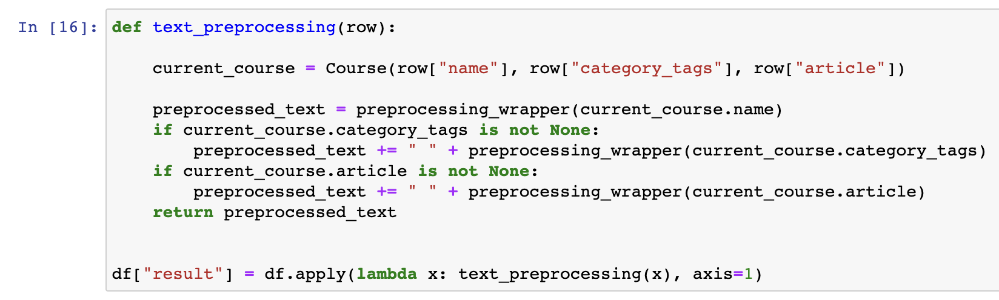 In [16]: def text_preprocessing(row):
current_course = Course(row["name"], row["category_tags"], row["article"])
preprocessed_text = preprocessing_wrapper(current_course.name)
if current_course.category_tags is not None:
preprocessed_text += " " + preprocessing_wrapper(current_course.category_tags)
if current_course.article is not None:
preprocessed_text += " " + preprocessing_wrapper(current_course.article)
return preprocessed_text
df["result"] = df.apply(lambda x: text_preprocessing(x), axis=1)